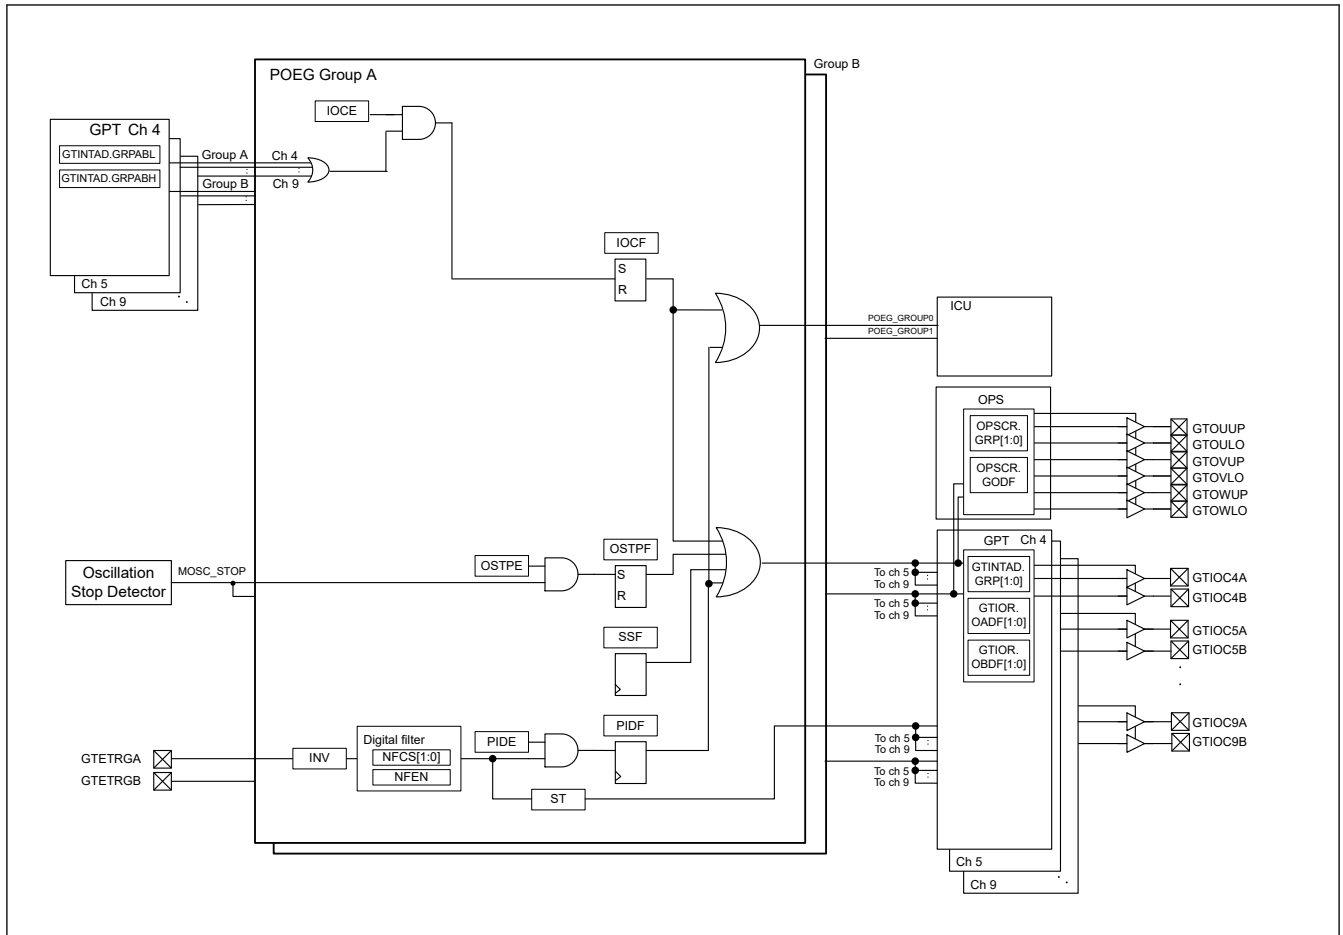 Group B
POEG Group A
IOCE
GPT Ch 4
GTINTAD.GRPABL
GTINTAD.GRPABH
Group A
Ch 4
:
:
Group B
Ch 9
:
Ch 5
Ch 9
. .
IOCF
S
R
ICU
POEG_GROUP0
POEG_GROUP1
OPS
OPSCR.
GRP[1:0]
OPSCR.
GODF
GTOUUP
GTOULO
GTOVUP
GTOVLO
GTOWUP
GTOWLO
Oscillation
Stop Detector
MOSC_STOP
OSTPE
OSTPF
S
R
SSF
To ch 5
:
To ch 9
To ch 5
:
To ch 9
GPT Ch 4
GTINTAD.
GRP[1:0]
GTIOR.
OADF[1:0]
GTIOR.
OBDF[1:0]
GTIOC4A
GTIOC4B
GTIOC5A
GTIOC5B
.
.
GTIOC9A
GTIOC9B
GTETRGA
GTETRGB
INV
Digital filter
NFCS[1:0]
NFEN
PIDE
PIDF
ST
To ch 5
:
To ch 9
To ch 5
:
To ch 9
Ch 5
Ch 9
. .